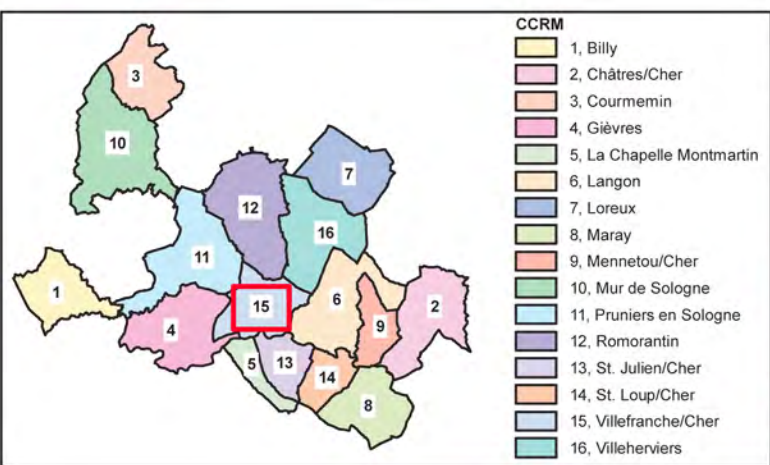 CCRM
1, Billy
2, Châtres/Cher
3, Courmemin
4, Gièvres
5, La Chapelle Montmartin
6, Langon
7, Loreux
8, Maray
9, Mennetou/Cher
10, Mur de Sologne
11, Pruniers en Sologne
12, Romorantin
13, St. Julien/Cher
14, St. Loup/Cher
15, Villefranche/Cher
16, Villeherviers
3
10
7
12
16
11
1
15
6
2
4
9
5
13
14
8